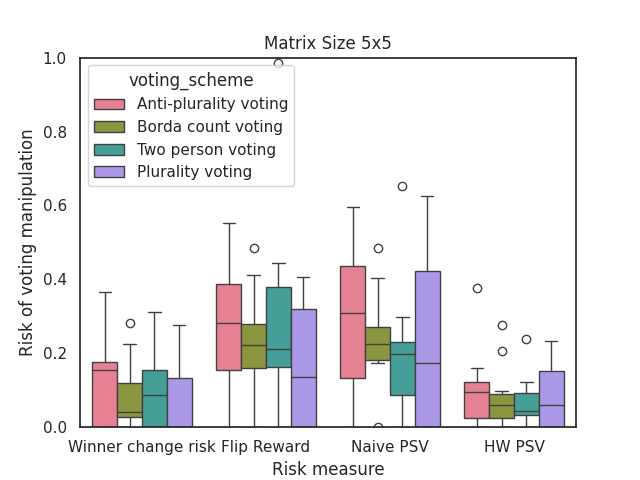 Matrix Size 5x5
1.0
0.8
0.6
0.4
0.2
0.0
Risk of voting manipulation
voting_scheme
Anti-plurality voting
Borda count voting
Two person voting
Plurality voting
Winner change risk Flip Reward Naive PSV HW PSV
Risk measure